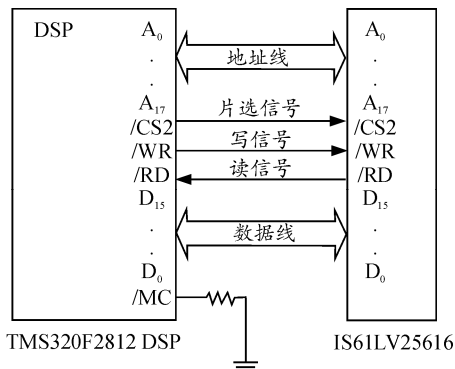 DSP
A0
.
.
A17
/CS2
/WR
/RD
D15
.
.
D0
/MC
地址线
片选信号
写信号
读信号
数据线
A0
.
.
A17
/CS2
/WR
/RD
D15
.
.
D0
TMS320F2812 DSP
IS61LV25616